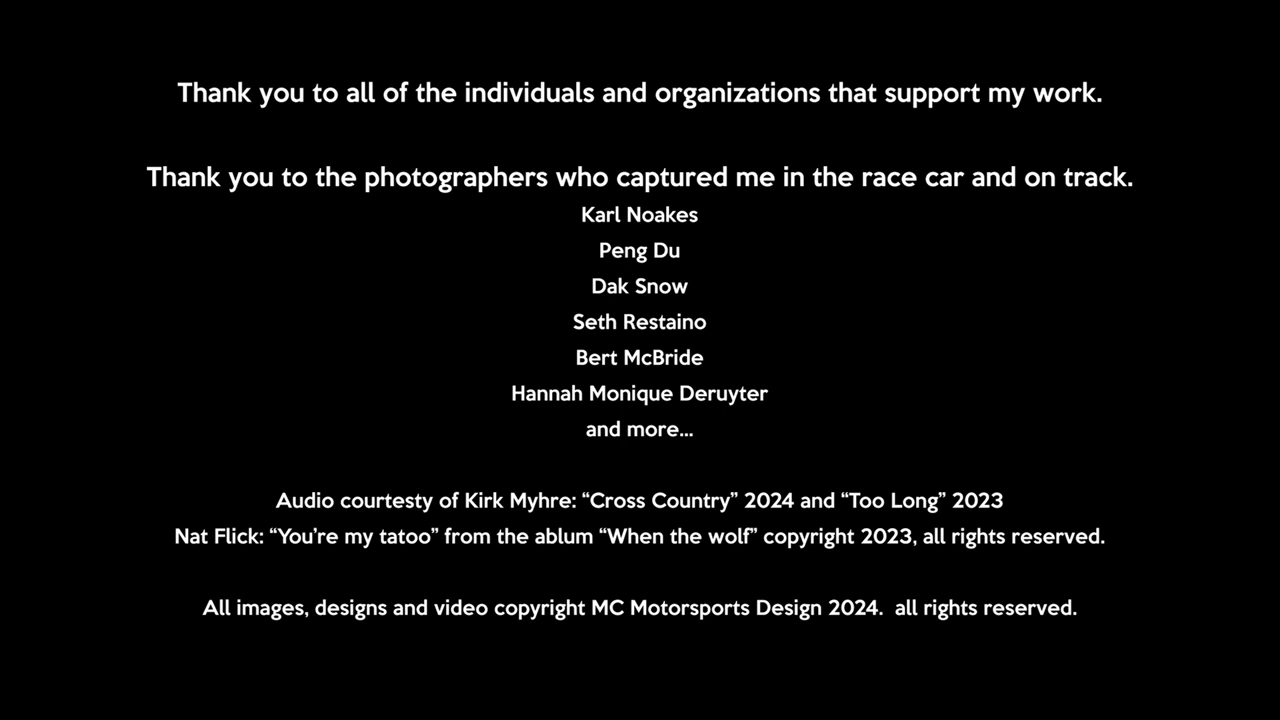 Thank you to all of the individuals and organizations that support my work.
Thank you to the photographers who captured me in the race car and on track.
Karl Noakes
Peng Du
Dak Snow
Seth Restaino
Bert McBride
Hannah Monique Deruyter
and more...
Audio courtesty of Kirk Myhre: “Cross Country” 2024 and “Too Long” 2023
Nat Flick: “You’re my tatoo” from the ablum “When the wolf” copyright 2023, all rights reserved.
All images, designs and video copyright MC Motorsports Design 2024.  all rights reserved.